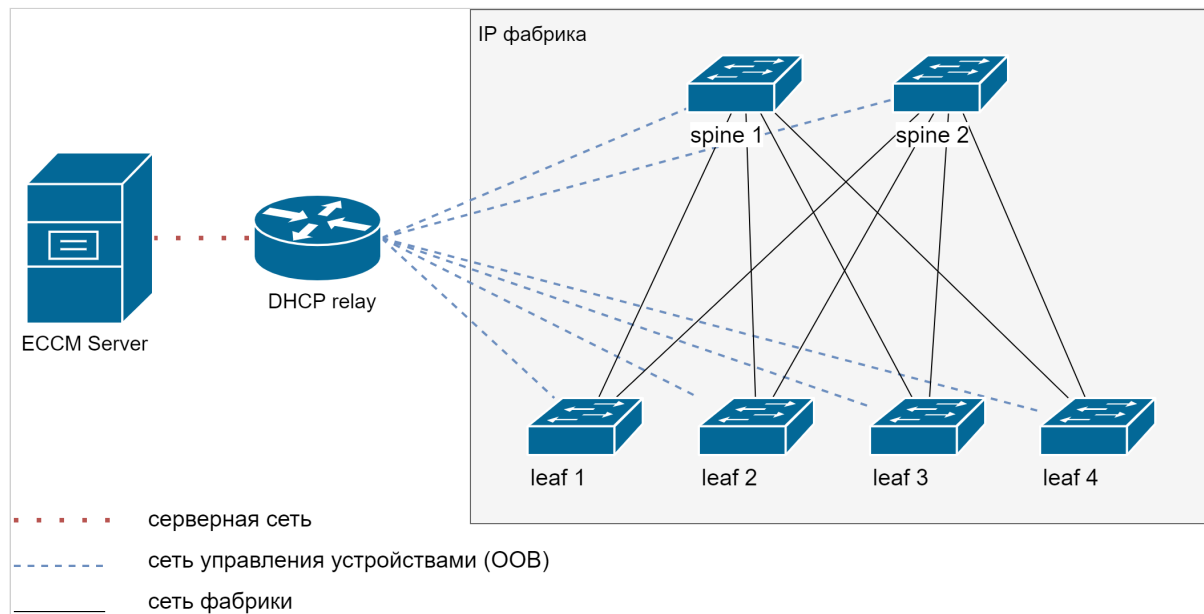 IP фабрика
spine 1
spine 2
DHCP relay
ECCM Server
leaf 1
leaf 2
leaf 3
leaf 4
серверная сеть
сеть управления устройствами (OOB)
сеть фабрики